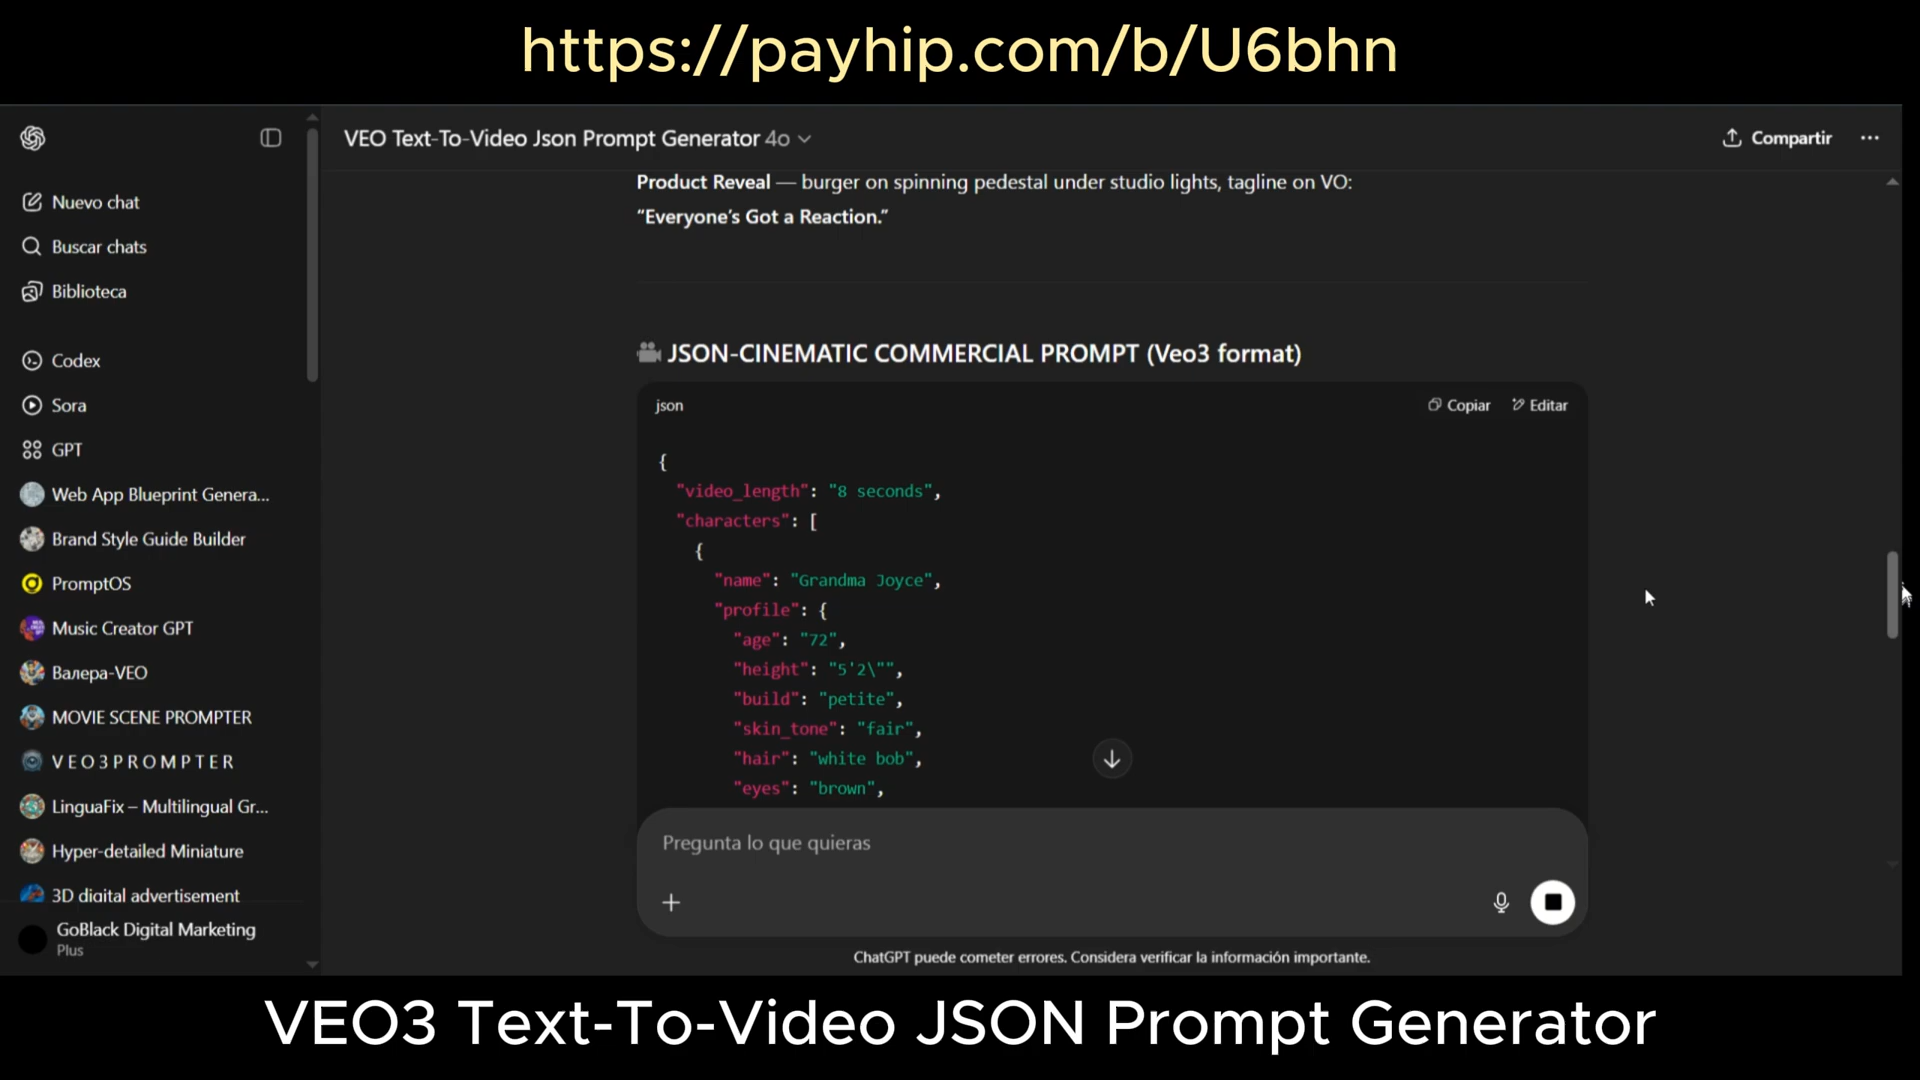 https://payhip.com/b/U6bhn
VEO Text-To-Video Json Prompt Generator 4o
Compartir
Nuevo chat
Buscar chats
Biblioteca
Codex
Sora
GPT
Web App Blueprint Genera...
Brand Style Guide Builder
PromptOS
Music Creator GPT
Валера-VEO
MOVIE SCENE PROMPTER
V E O 3 P R O M P T E R
LinguaFix – Multilingual Gr...
Hyper-detailed Miniature
3D digital advertisement
GoBlack Digital Marketing
Plus
Product Reveal — burger on spinning pedestal under studio lights, tagline on VO:
“Everyone’s Got a Reaction.”
JSON-CINEMATIC COMMERCIAL PROMPT (Veo3 format)
json
Copiar
Editar
{
"video_length": "8 seconds",
"characters": [
{
"name": "Grandma Joyce",
"profile": {
"age": "72",
"height": "5'2\"",
"build": "petite",
"skin_tone": "fair",
"hair": "white bob",
"eyes": "brown",
Pregunta lo que quieras
ChatGPT puede cometer errores. Considera verificar la información importante.
VEO3 Text-To-Video JSON Prompt Generator